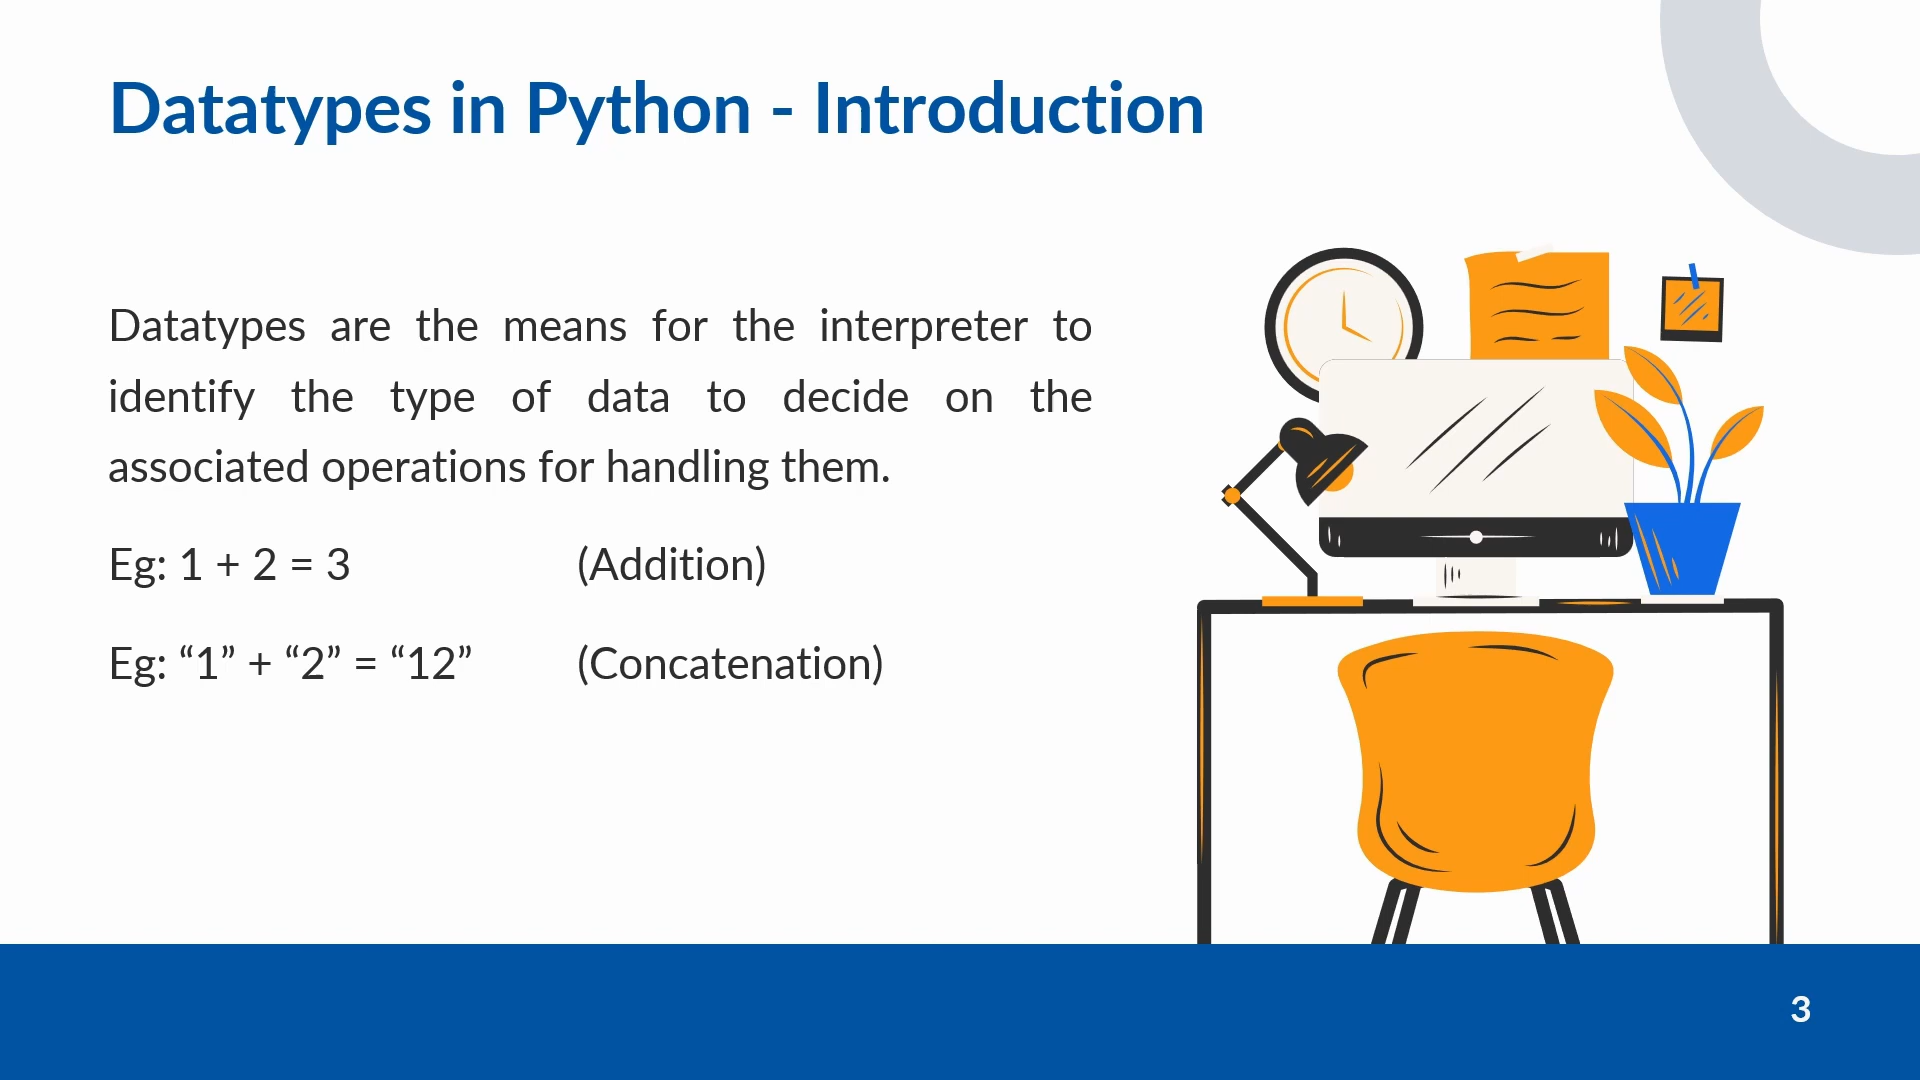 Datatypes in Python - Introduction
Datatypes are the means for the interpreter to
identify the type of data to decide on the
associated operations for handling them.
Eg: 1 + 2 = 3 (Addition)
Eg: “1” + “2” = “12” (Concatenation)
3